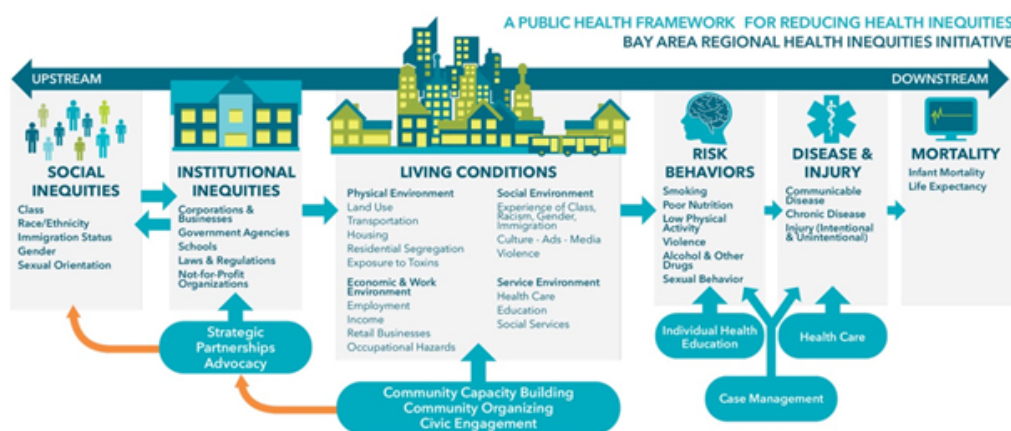 A PUBLIC HEALTH FRAMEWORK FOR REDUCING HEALTH INEQUITIES
BAY AREA REGIONAL HEALTH INEQUITIES INITIATIVE
UPSTREAM
DOWNSTREAM
SOCIAL
INEQUITIES
Class
Race/Ethnicity
Immigration Status
Gender
Sexual Orientation
INSTITUTIONAL
INEQUITIES
Corporations &
Businesses
Government Agencies
Schools
Laws & Regulations
Not-for-Profit
Organizations
LIVING CONDITIONS
Physical Environment
Land Use
Transportation
Housing
Residential Segregation
Exposure to Toxins
Economic & Work
Environment
Employment
Income
Retail Businesses
Occupational Hazards
Social Environment
Experience of Class,
Racism, Gender,
Immigration
Culture - Ads - Media
Violence
Service Environment
Health Care
Education
Social Services
RISK
BEHAVIORS
Smoking
Poor Nutrition
Low Physical
Activity
Violence
Alcohol & Other
Drugs
Sexual Behavior
DISEASE &
INJURY
Communicable
Disease
Chronic Disease
Injury (Intentional
& Unintentional)
MORTALITY
Infant Mortality
Life Expectancy
Strategic
Partnerships
Advocacy
Community Capacity Building
Community Organizing
Civic Engagement
Individual Health
Education
Health Care
Case Management